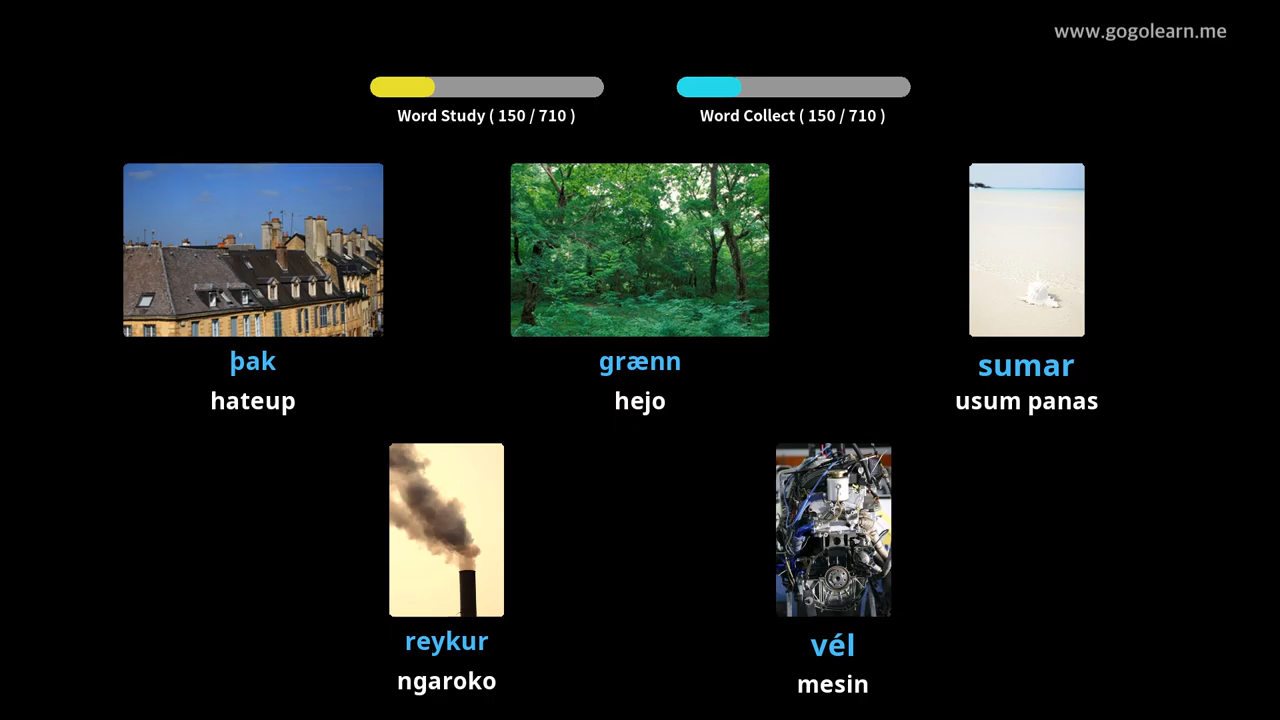 www.gogolearn.me
Word Study ( 150 / 710 )
Word Collect ( 150 / 710 )
þak
hateup
grænn
hejo
sumar
usum panas
reykur
ngaroko
vél
mesin